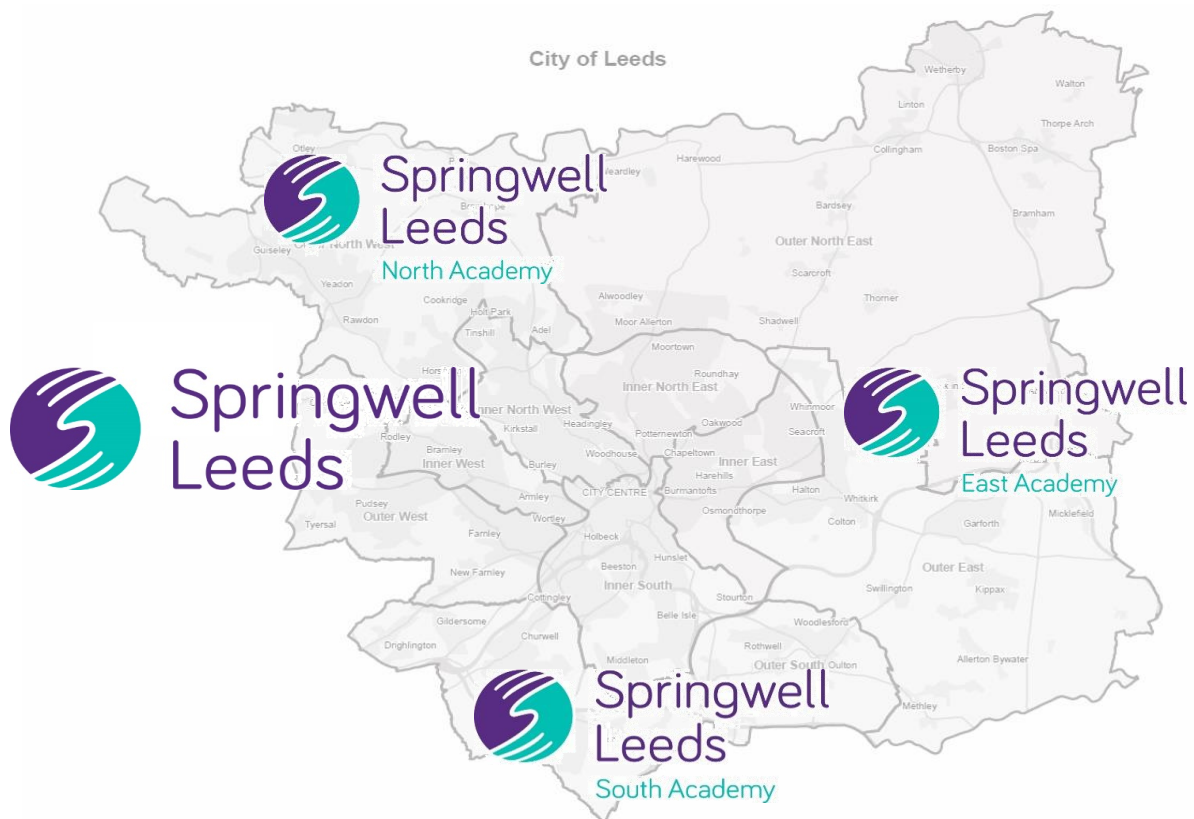 City of Leeds
Wetherby
Walton
Linton
Thorpe Arch
Otley
Collingham
Boston Spa
Harewood
Springwell
Leeds
North Academy
Bardsey
Bramham
Outer North East
Guiseley
North West
Scarcroft
Yeadon
Cookridge
Alwoodley
Thorner
Holt Park
Rawdon
Tinshill
Adel
Moor Allerton
Shadwell
Moortown
Roundhay
Inner North East
Springwell
Leeds
Inner North West
Whinmoor
Springwell
Leeds
East Academy
Oakwood
Kirkstall
Headingley
Potternewton
Seacroft
Rodley
Bramley
Inner West
Woodhouse
Chapeltown
Inner East
Burley
Harehills
CITY CENTRE
Burmantofts
Halton
Whitkirk
Armley
Pudsey
Outer West
Wortley
Osmondthorpe
Colton
Garforth
Micklefield
Tyersal
Farnley
Holbeck
Hunslet
Beeston
Outer East
New Farnley
Inner South
Swillington
Kippax
Cottingley
Stourton
Belle Isle
Gildersome
Churwell
Woodlesford
Drighlington
Rothwell
Middleton
Outer South
Oulton
Allerton Bywater
Methley
Springwell
Leeds
South Academy